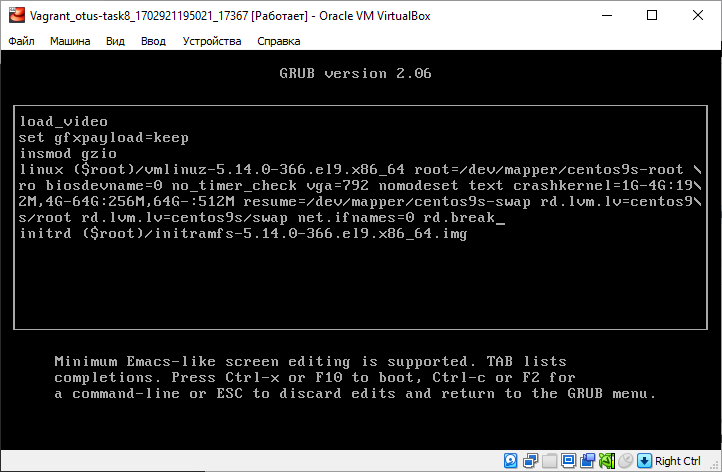 Vagrant_otus-task8_1702921195021_17367 [Работает] - Oracle VM VirtualBox
Файл Машина Вид Ввод Устройства Справка
GRUB version 2.06
load_video
set gfxpayload=keep
insmod gzio
linux ($root)/vmlinuz-5.14.0-366.el9.x86_64 root=/dev/mapper/centos9s-root \
ro biosdevname=0 no_timer_check vga=792 nomodeset text crashkernel=1G-4G:19\
2M,4G-64G:256M,64G-:512M resume=/dev/mapper/centos9s-swap rd.lvm.lv=centos9\
s/root rd.lvm.lv=centos9s/swap net.ifnames=0 rd.break_
initrd ($root)/initramfs-5.14.0-366.el9.x86_64.img
Minimum Emacs-like screen editing is supported. TAB lists
completions. Press Ctrl-x or F10 to boot, Ctrl-c or F2 for
a command-line or ESC to discard edits and return to the GRUB menu.
Right Ctrl